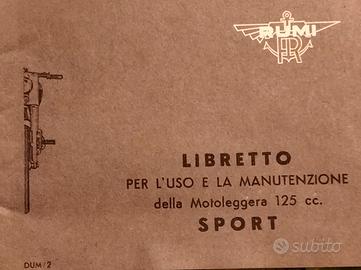 RUMI
LIBRETTO
PER L'USO E LA MANUTENZIONE
della Motoleggera 125 cc.
SPORT
DUM/2
subito